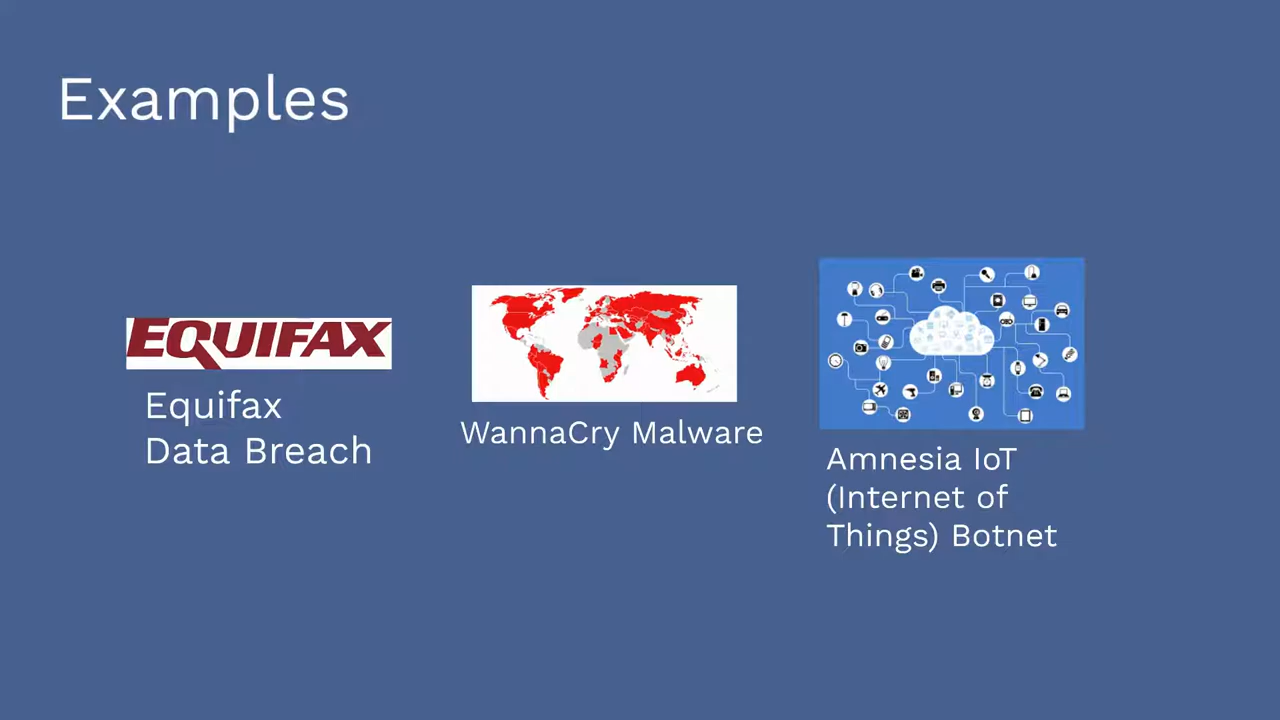 Examples
EQUIFAX
Equifax
Data Breach
WannaCry Malware
Amnesia IoT
(Internet of
Things) Botnet